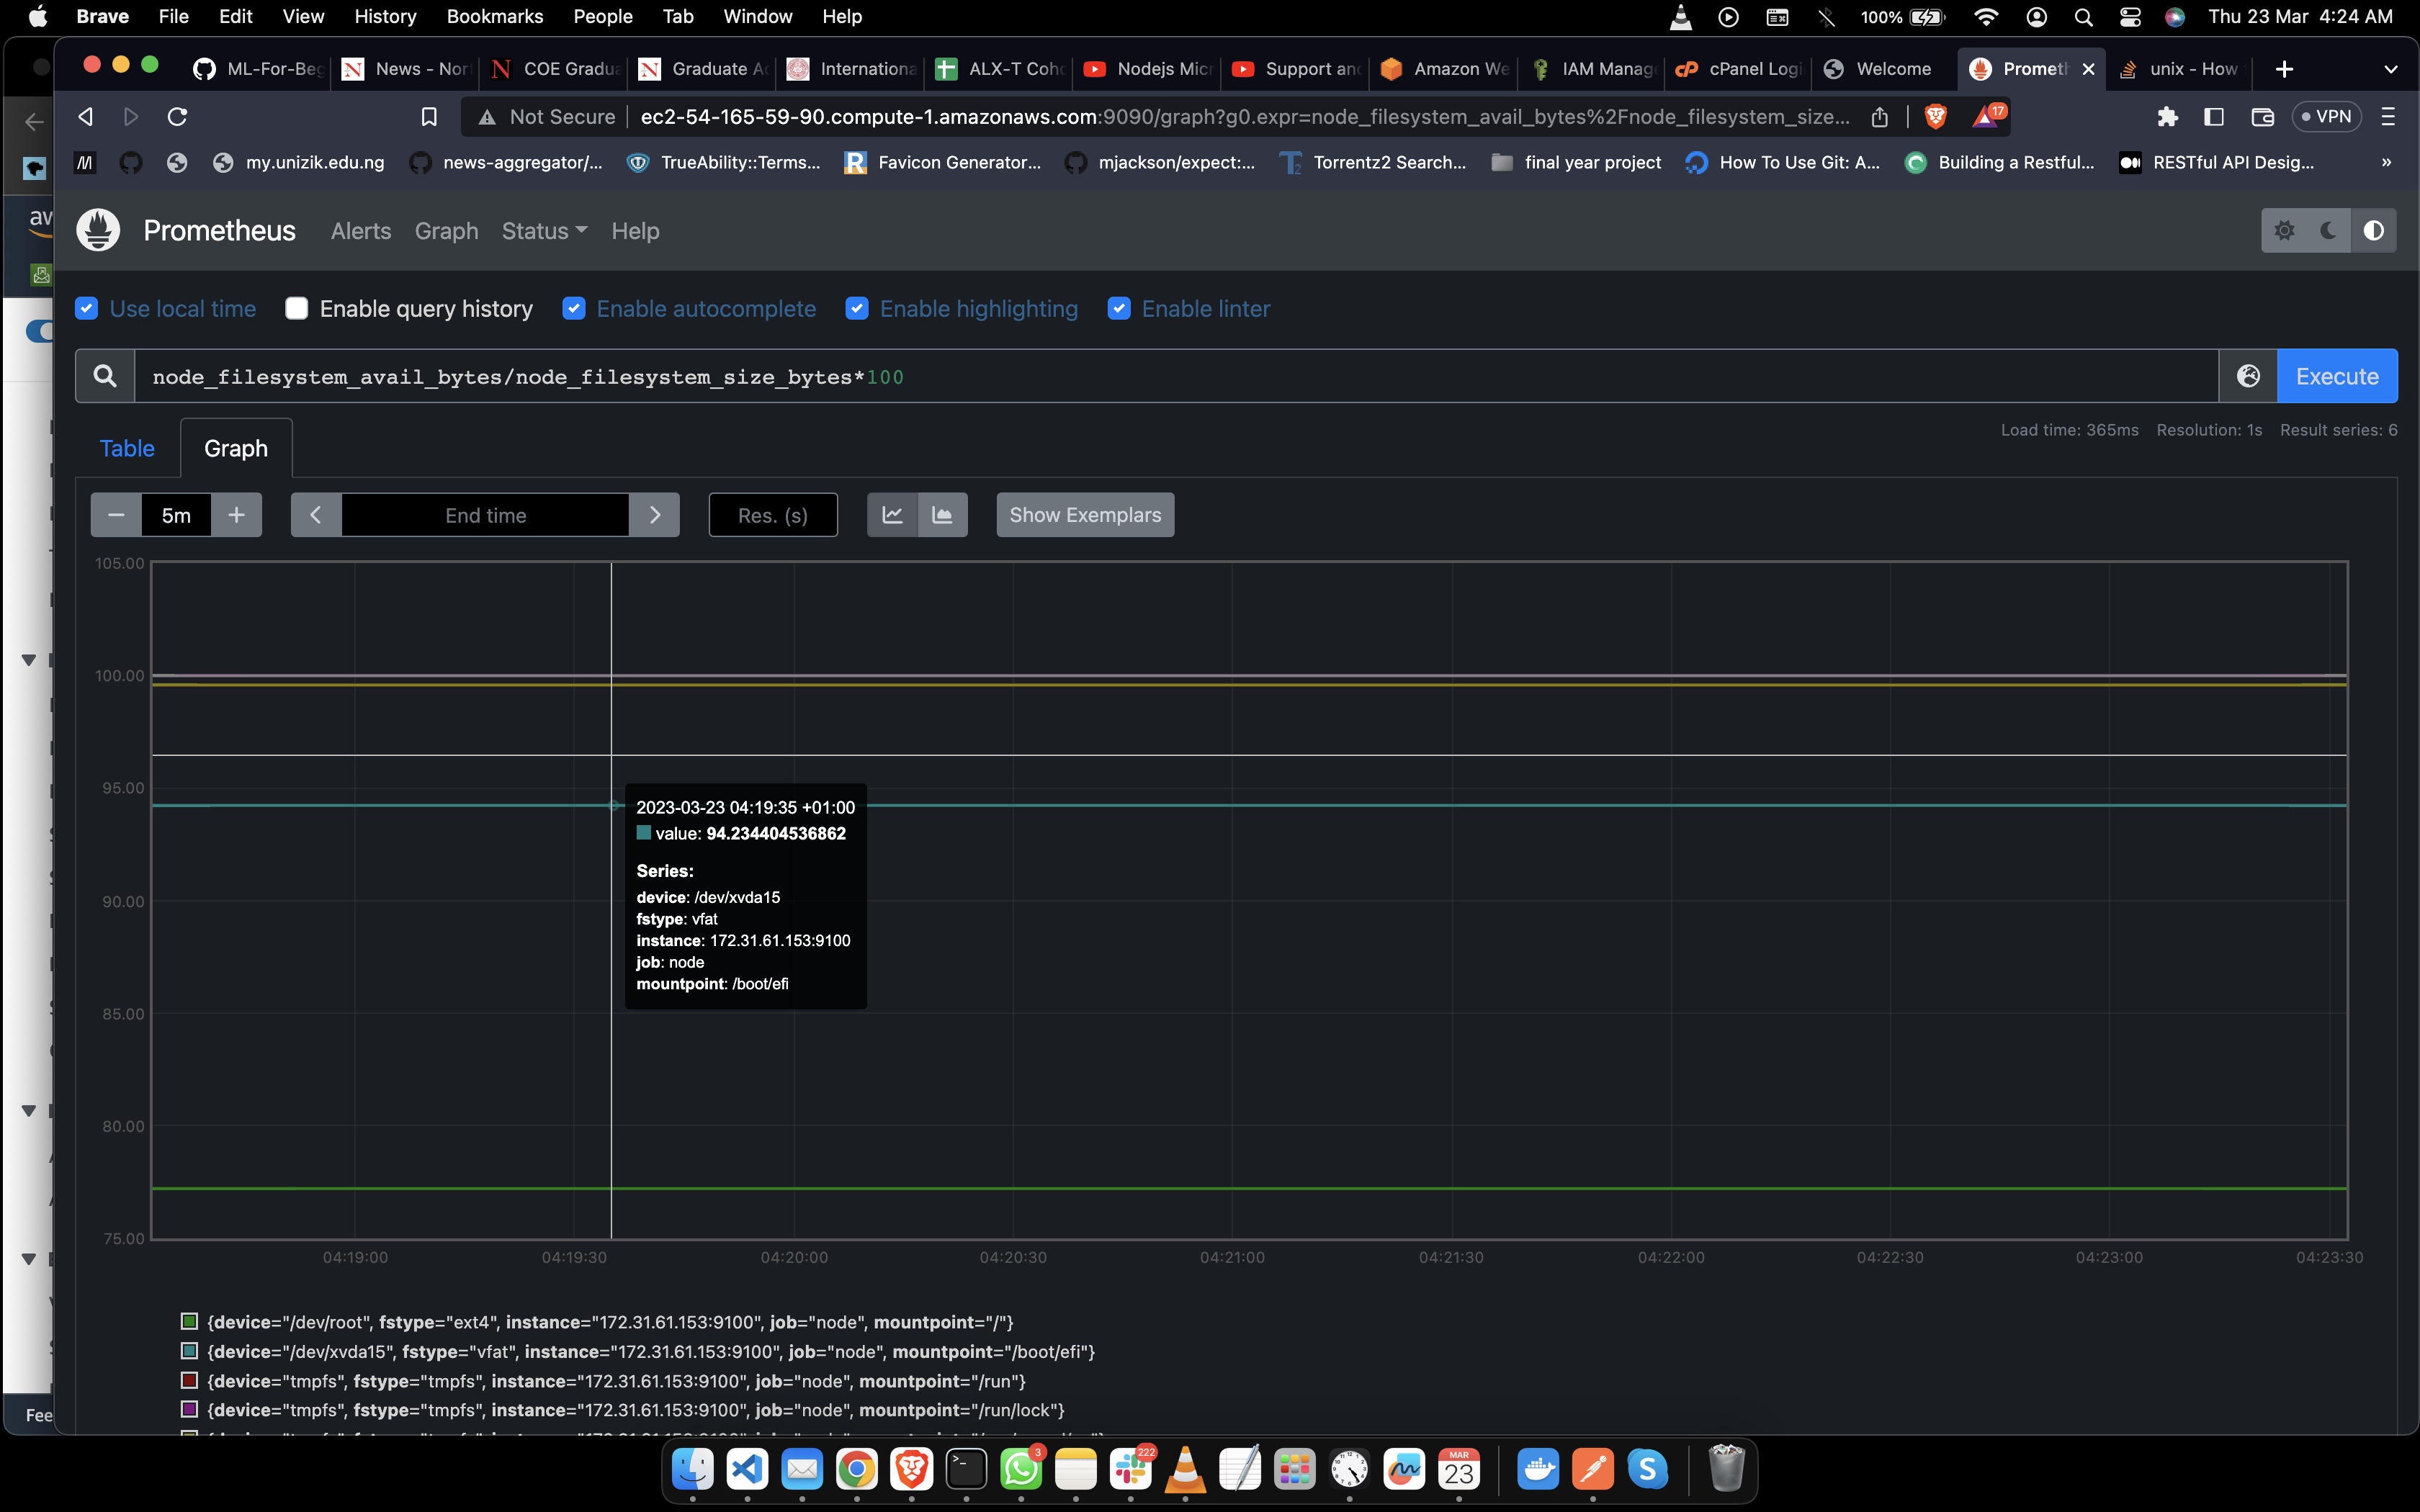 Brave File Edit View History Bookmarks People Tab Window Help 100% Thu 23 Mar 4:24 AM
ML-For-Beg News - Nor COE Gradua Graduate Ac Internationa ALX-T Coho Nodejs Micr Support and Amazon We IAM Manag cPanel Logi Welcome Promet unix - How
Not Secure ec2-54-165-59-90.compute-1.amazonaws.com:9090/graph?g0.expr=node_filesystem_avail_bytes%2Fnode_filesystem_size... 17 VPN
my.unizik.edu.ng news-aggregator/... TrueAbility::Terms... Favicon Generator... mjackson/expect:... Torrentz2 Search... final year project How To Use Git: A... Building a Restful... RESTful API Desig... »
Prometheus Alerts Graph Status Help
Use local time Enable query history Enable autocomplete Enable highlighting Enable linter
node_filesystem_avail_bytes/node_filesystem_size_bytes*100 Execute
Table Graph Load time: 365ms Resolution: 1s Result series: 6
5m End time Res. (s) Show Exemplars
105.00
100.00
95.00
90.00
85.00
80.00
75.00
2023-03-23 04:19:35 +01:00
value: 94.234404536862
Series:
device: /dev/xvda15
fstype: vfat
instance: 172.31.61.153:9100
job: node
mountpoint: /boot/efi
04:19:00 04:19:30 04:20:00 04:20:30 04:21:00 04:21:30 04:22:00 04:22:30 04:23:00 04:23:30
{device="/dev/root", fstype="ext4", instance="172.31.61.153:9100", job="node", mountpoint="/"}
{device="/dev/xvda15", fstype="vfat", instance="172.31.61.153:9100", job="node", mountpoint="/boot/efi"}
{device="tmpfs", fstype="tmpfs", instance="172.31.61.153:9100", job="node", mountpoint="/run"}
{device="tmpfs", fstype="tmpfs", instance="172.31.61.153:9100", job="node", mountpoint="/run/lock"}
Fee
3 222 MAR 23